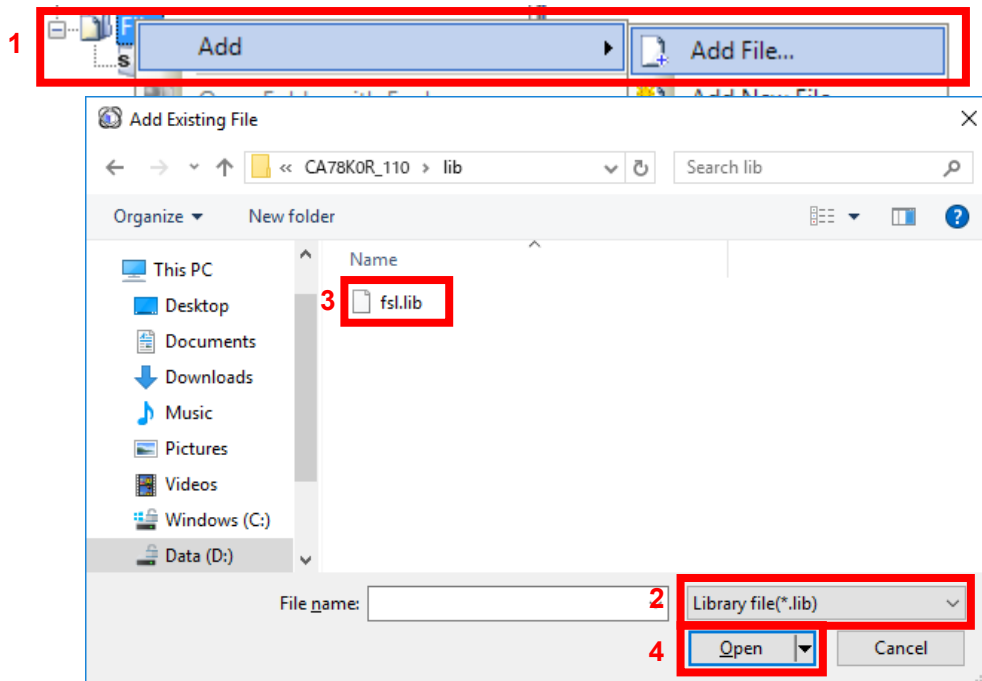 1
F
Add
Add File...
s
Add New File
Add Existing File
« CA78K0R_110 > lib
Search lib
Organize
New folder
?
This PC
Name
Desktop
3
fsl.lib
Documents
Downloads
Music
Pictures
Videos
Windows (C:)
Data (D:)
File name:
2
Library file(*.lib)
4
Open
Cancel